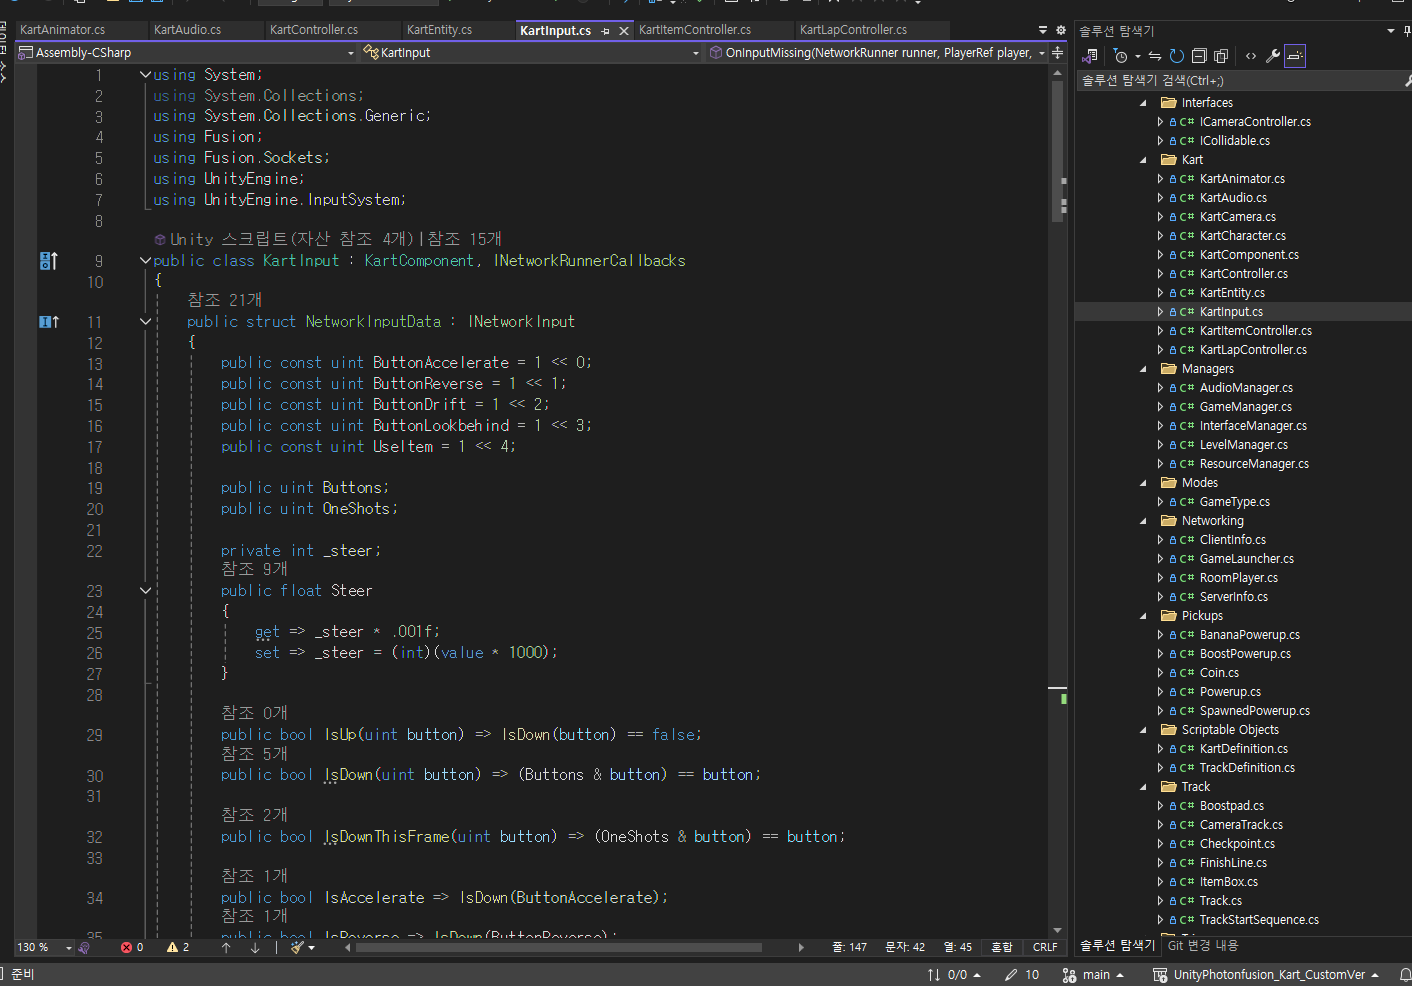 KartAnimator.cs
KartAudio.cs
KartController.cs
KartEntity.cs
KartInput.cs
KartItemController.cs
KartLapController.cs
Assembly-CSharp
KartInput
OnInputMissing(NetworkRunner runner, PlayerRef player,
1 using System;
2 using System.Collections;
3 using System.Collections.Generic;
4 using Fusion;
5 using Fusion.Sockets;
6 using UnityEngine;
7 using UnityEngine.InputSystem;
8
Unity 스크립트(자산 참조 4개)|참조 15개
9 public class KartInput : KartComponent, INetworkRunnerCallbacks
10 {
참조 21개
11 public struct NetworkInputData : INetworkInput
12 {
13 public const uint ButtonAccelerate = 1 << 0;
14 public const uint ButtonReverse = 1 << 1;
15 public const uint ButtonDrift = 1 << 2;
16 public const uint ButtonLookbehind = 1 << 3;
17 public const uint UseItem = 1 << 4;
18
19 public uint Buttons;
20 public uint OneShots;
21
22 private int _steer;
참조 9개
23 public float Steer
24 {
25 get => _steer * .001f;
26 set => _steer = (int)(value * 1000);
27 }
28
참조 0개
29 public bool IsUp(uint button) => IsDown(button) == false;
참조 5개
30 public bool IsDown(uint button) => (Buttons & button) == button;
31
참조 2개
32 public bool IsDownThisFrame(uint button) => (OneShots & button) == button;
33
참조 1개
34 public bool IsAccelerate => IsDown(ButtonAccelerate);
참조 1개
35 public bool IsReverse => IsDown(ButtonReverse);
130 %
0
2
줄: 147
문자: 42
열: 45
혼합
CRLF
솔루션 탐색기
솔루션 탐색기 검색(Ctrl+;)
Interfaces
C# ICameraController.cs
C# ICollidable.cs
Kart
C# KartAnimator.cs
C# KartAudio.cs
C# KartCamera.cs
C# KartCharacter.cs
C# KartComponent.cs
C# KartController.cs
C# KartEntity.cs
C# KartInput.cs
C# KartItemController.cs
C# KartLapController.cs
Managers
C# AudioManager.cs
C# GameManager.cs
C# InterfaceManager.cs
C# LevelManager.cs
C# ResourceManager.cs
Modes
C# GameType.cs
Networking
C# ClientInfo.cs
C# GameLauncher.cs
C# RoomPlayer.cs
C# ServerInfo.cs
Pickups
C# BananaPowerup.cs
C# BoostPowerup.cs
C# Coin.cs
C# Powerup.cs
C# SpawnedPowerup.cs
Scriptable Objects
C# KartDefinition.cs
C# TrackDefinition.cs
Track
C# Boostpad.cs
C# CameraTrack.cs
C# Checkpoint.cs
C# FinishLine.cs
C# ItemBox.cs
C# Track.cs
C# TrackStartSequence.cs
솔루션 탐색기
Git 변경 내용
준비
0/0
10
main
UnityPhotonfusion_Kart_CustomVer